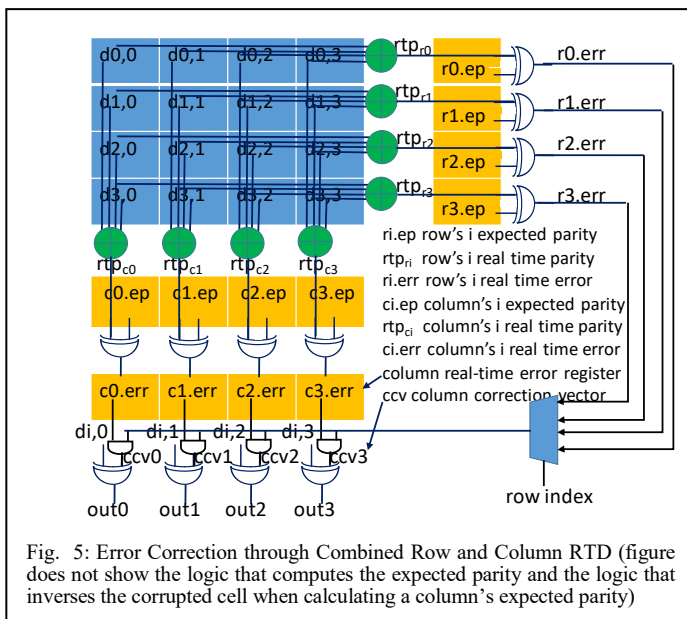 d0,0 d0,1 d0,2 d0,3 rtpr0 r0.ep r0.err
d1,0 d1,1 d1,2 d1,3 rtpr1 r1.ep r1.err
d2,0 d2,1 d2,2 d2,3 rtpr2 r2.ep r2.err
d3,0 d3,1 d3,2 d3,3 rtpr3 r3.ep r3.err
rtpc0 rtpc1 rtpc2 rtpc3
c0.ep c1.ep c2.ep c3.ep
ri.ep row's i expected parity
rtpri row's i real time parity
ri.err row's i real time error
ci.ep column's i expected parity
rtpci column's i real time parity
ci.err column's i real time error
column real-time error register
ccv column correction vector
c0.err c1.err c2.err c3.err
di,0 di,1 di,2 di,3
ccv0 ccv1 ccv2 ccv3
out0 out1 out2 out3
row index
Fig. 5: Error Correction through Combined Row and Column RTD (figure
does not show the logic that computes the expected parity and the logic that
inverses the corrupted cell when calculating a column's expected parity)